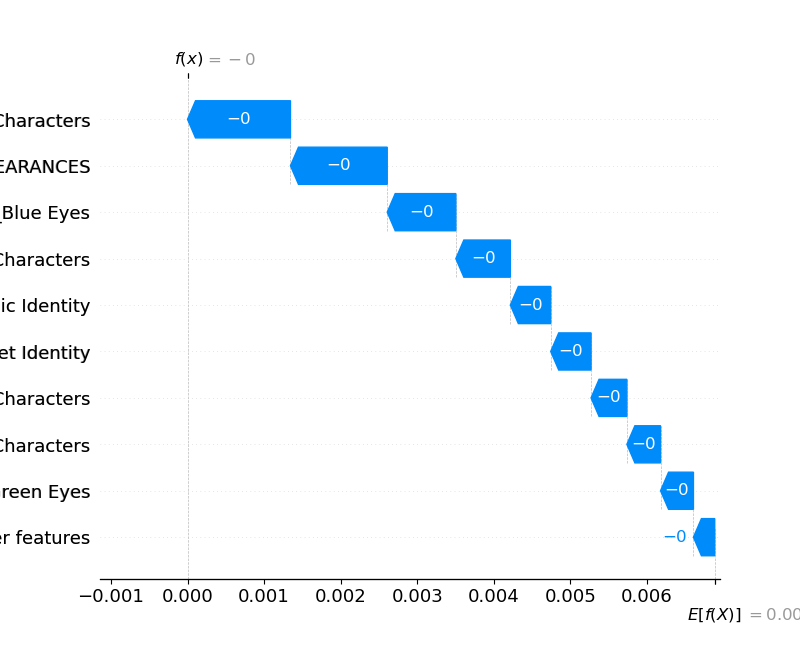 f(x) = −0
Characters −0
EARANCES −0
_Blue Eyes −0
Characters −0
ic Identity −0
et Identity −0
Characters −0
Characters −0
reen Eyes −0
er features −0
−0.001 0.000 0.001 0.002 0.003 0.004 0.005 0.006
E[f(X)] = 0.00